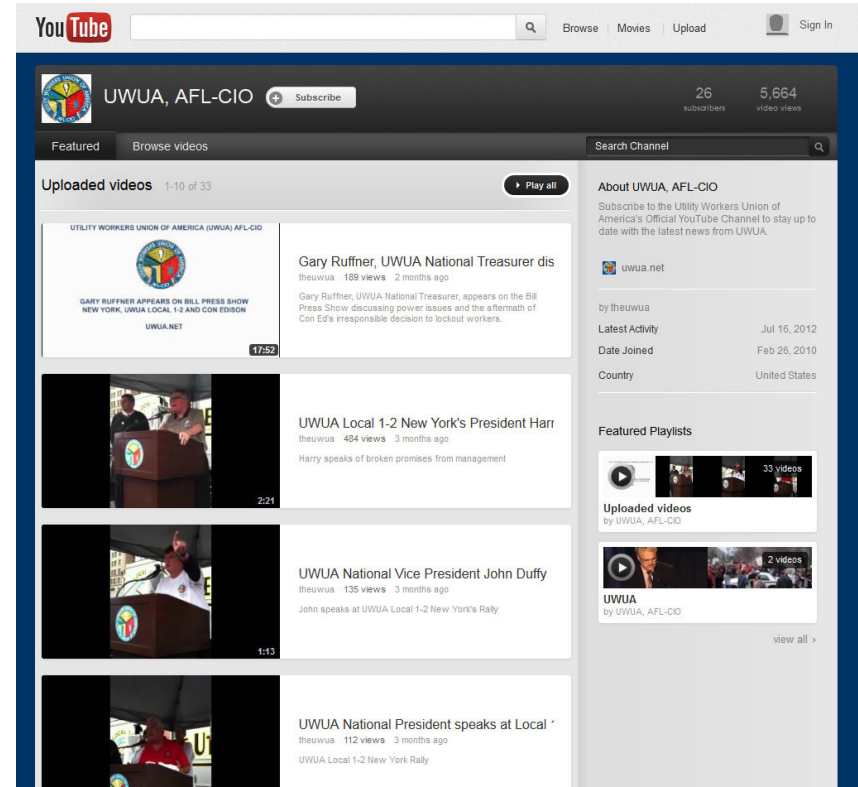 YouTube
Browse
Movies
Upload
Sign In
UWUA, AFL-CIO
Subscribe
26
subscribers
5,664
video views
Featured
Browse videos
Search Channel
Uploaded videos 1-10 of 33
Play all
UTILITY WORKERS UNION OF AMERICA (UWUA) AFL-CIO
GARY RUFFNER APPEARS ON BILL PRESS SHOW
NEW YORK, UWUA LOCAL 1-2 AND CON EDISON
UWUA.NET
17:52
Gary Ruffner, UWUA National Treasurer dis
theuwua 189 views 2 months ago
Gary Ruffner, UWUA National Treasurer, appears on the Bill
Press Show discussing power issues and the aftermath of
Con Ed's irresponsible decision to lockout workers.
2:21
UWUA Local 1-2 New York's President Harr
theuwua 484 views 3 months ago
Harry speaks of broken promises from management
1:13
UWUA National Vice President John Duffy
theuwua 135 views 3 months ago
John speaks at UWUA Local 1-2 New York's Rally
UWUA National President speaks at Local
theuwua 112 views 3 months ago
UWUA Local 1-2 New York Rally
About UWUA, AFL-CIO
Subscribe to the Utility Workers Union of
America's Official YouTube Channel to stay up to
date with the latest news from UWUA.
uwua.net
by theuwua
Latest Activity Jul 16, 2012
Date Joined Feb 26, 2010
Country United States
Featured Playlists
33 videos
Uploaded videos
by UWUA, AFL-CIO
2 videos
UWUA
by UWUA, AFL-CIO
view all ›